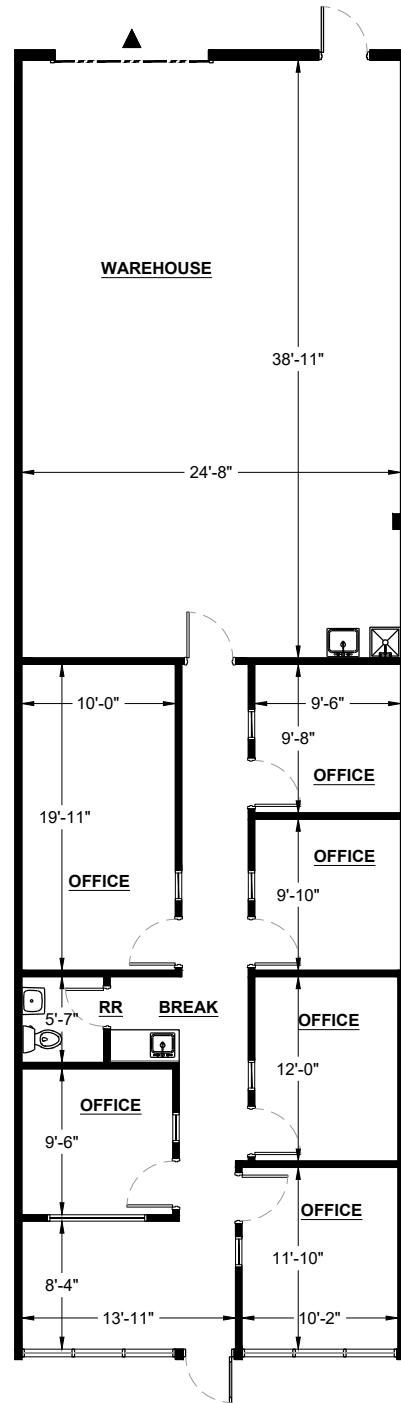 WAREHOUSE
38'-11"
24'-8"
10'-0"
9'-6"
9'-8"
OFFICE
19'-11"
OFFICE
OFFICE
9'-10"
RR
BREAK
5'-7"
OFFICE
12'-0"
OFFICE
9'-6"
OFFICE
11'-10"
8'-4"
13'-11"
10'-2"